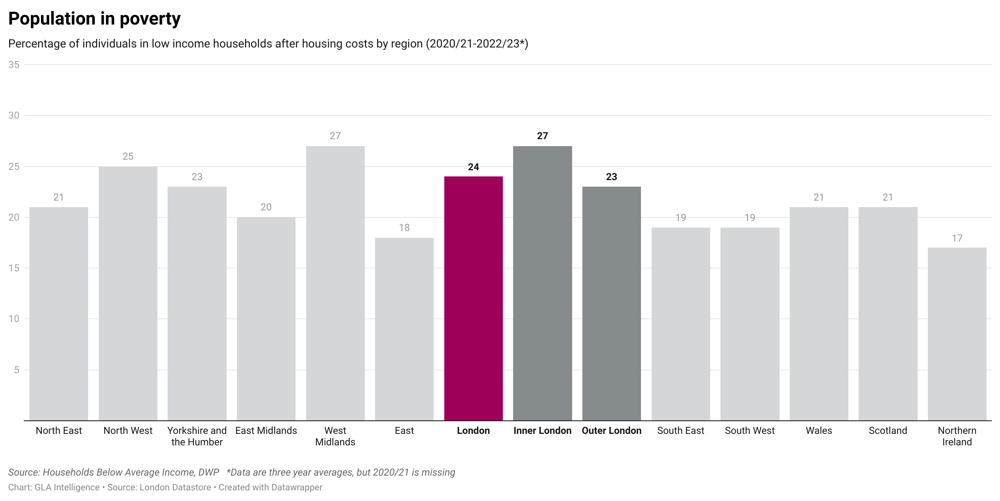 Population in poverty
Percentage of individuals in low income households after housing costs by region (2020/21-2022/23*)
35
30
25
20
15
10
5
21
25
23
20
27
18
24
27
23
19
19
21
21
17
North East
North West
Yorkshire and
the Humber
East Midlands
West
Midlands
East
London
Inner London
Outer London
South East
South West
Wales
Scotland
Northern
Ireland
Source: Households Below Average Income, DWP   *Data are three year averages, but 2020/21 is missing
Chart: GLA Intelligence • Source: London Datastore • Created with Datawrapper